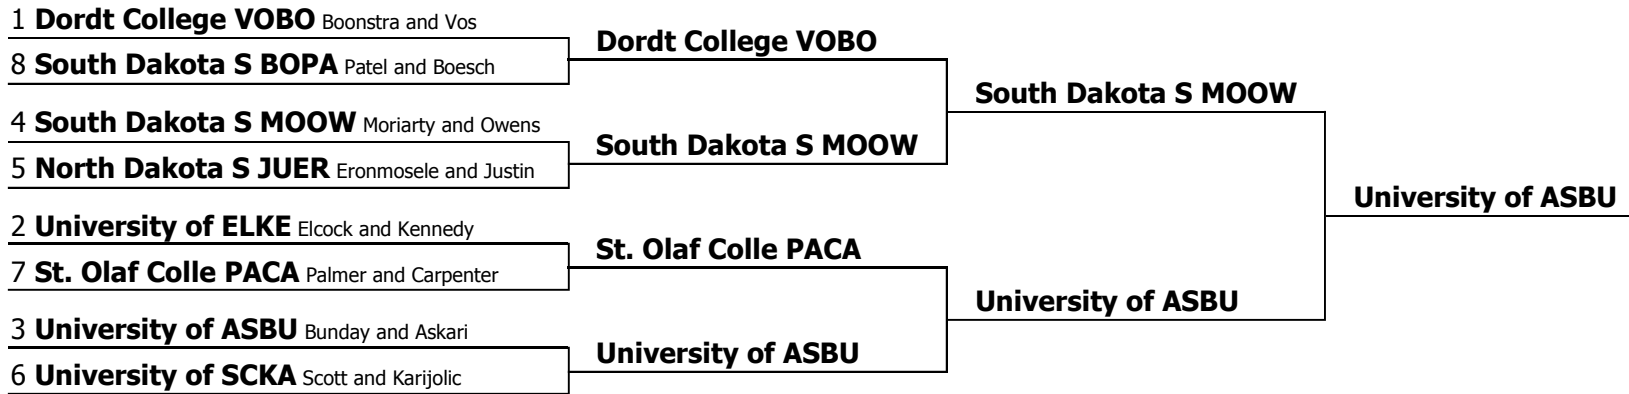 1 Dordt College VOBO Boonstra and Vos
8 South Dakota S BOPA Patel and Boesch
4 South Dakota S MOOW Moriarty and Owens
5 North Dakota S JUER Eronmosele and Justin
2 University of ELKE Elcock and Kennedy
7 St. Olaf Colle PACA Palmer and Carpenter
3 University of ASBU Bunday and Askari
6 University of SCKA Scott and Karijolic
Dordt College VOBO
South Dakota S MOOW
St. Olaf Colle PACA
University of ASBU
South Dakota S MOOW
University of ASBU
University of ASBU